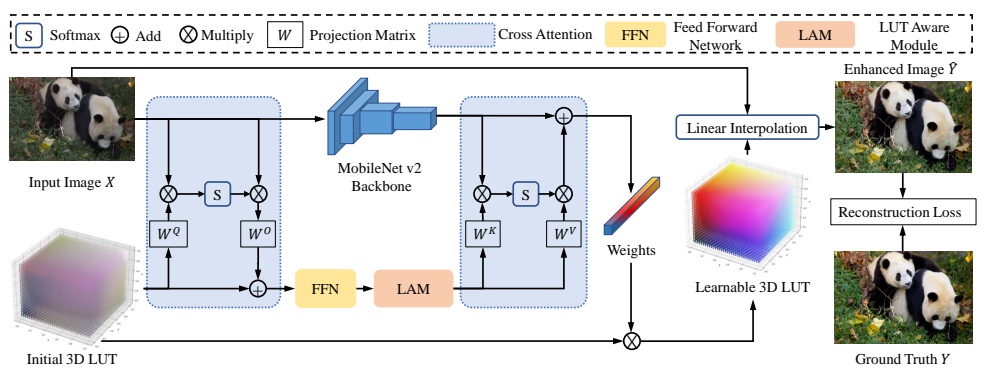 S Softmax Add Multiply W Projection Matrix Cross Attention FFN Feed Forward Network LAM LUT Aware Module
Enhanced Image Ŷ
Input Image X
MobileNet v2
Backbone
Linear Interpolation
S
S
W^Q
W^O
W^K
W^V
Weights
Reconstruction Loss
FFN
LAM
Learnable 3D LUT
Initial 3D LUT
Ground Truth Y